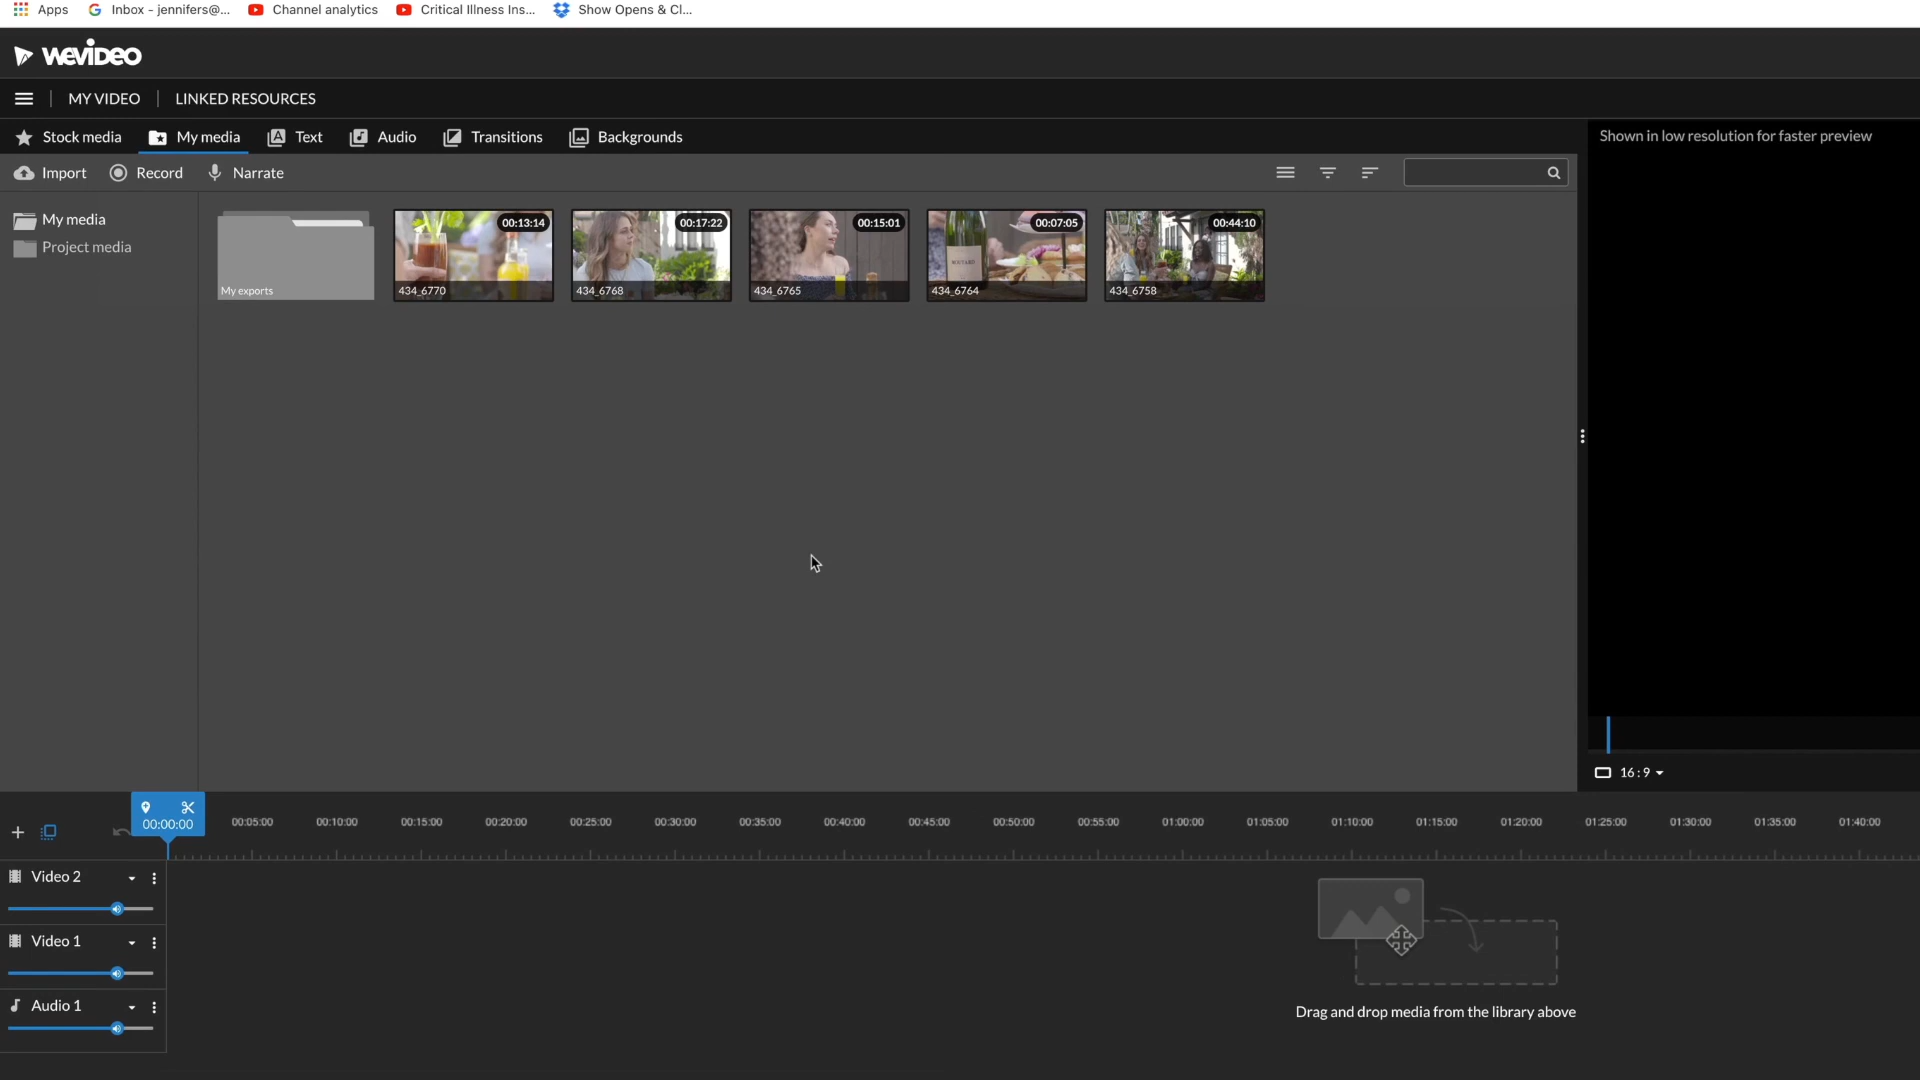 Apps Inbox - jennifers@... Channel analytics Critical Illness Ins... Show Opens & Cl...
WEVIDEO
MY VIDEO LINKED RESOURCES
Stock media My media Text Audio Transitions Backgrounds
Shown in low resolution for faster preview
Import Record Narrate
My media
Project media
My exports
00:13:14
434_6770
00:17:22
434_6768
00:15:01
434_6765
00:07:05
434_6764
00:44:10
434_6758
16:9
00:00:00 00:05:00 00:10:00 00:15:00 00:20:00 00:25:00 00:30:00 00:35:00 00:40:00 00:45:00 00:50:00 00:55:00 01:00:00 01:05:00 01:10:00 01:15:00 01:20:00 01:25:00 01:30:00 01:35:00 01:40:00
Video 2
Video 1
Audio 1
Drag and drop media from the library above